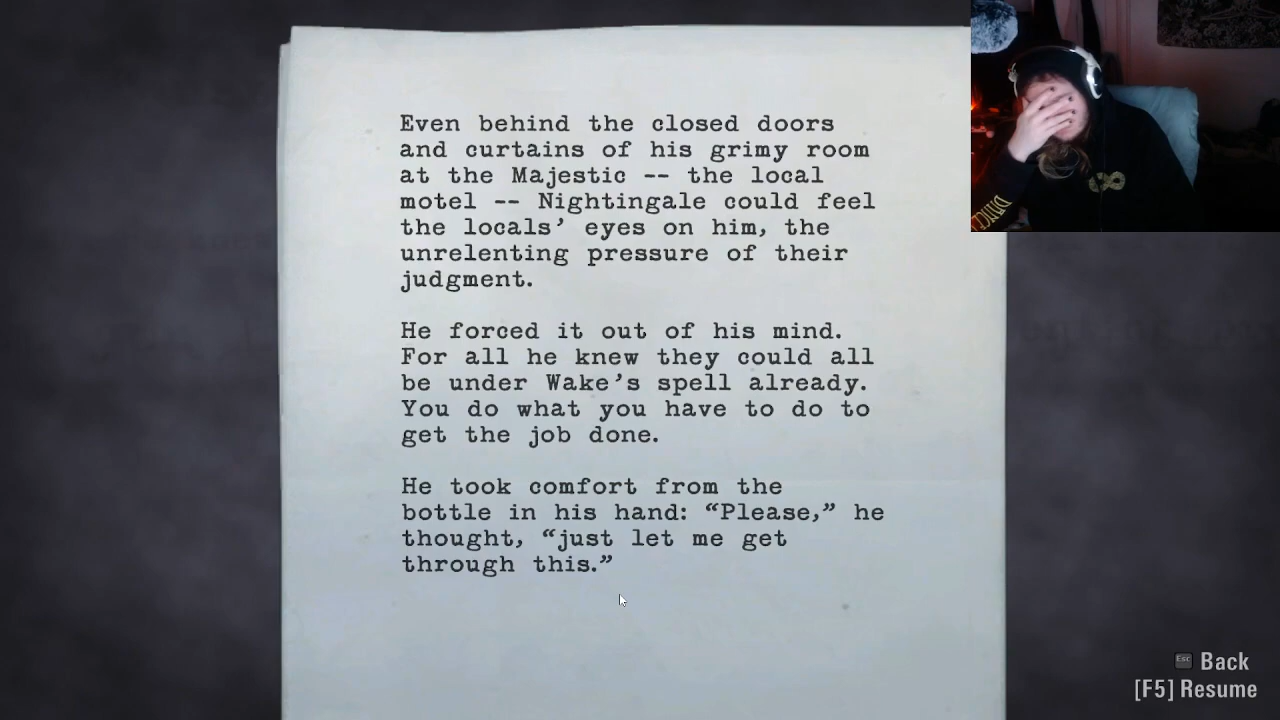 Even behind the closed doors
and curtains of his grimy room
at the Majestic -- the local
motel -- Nightingale could feel
the locals’ eyes on him, the
unrelenting pressure of their
judgment.
He forced it out of his mind.
For all he knew they could all
be under Wake’s spell already.
You do what you have to do to
get the job done.
He took comfort from the
bottle in his hand: “Please,” he
thought, “just let me get
through this.”
Esc Back
[F5] Resume